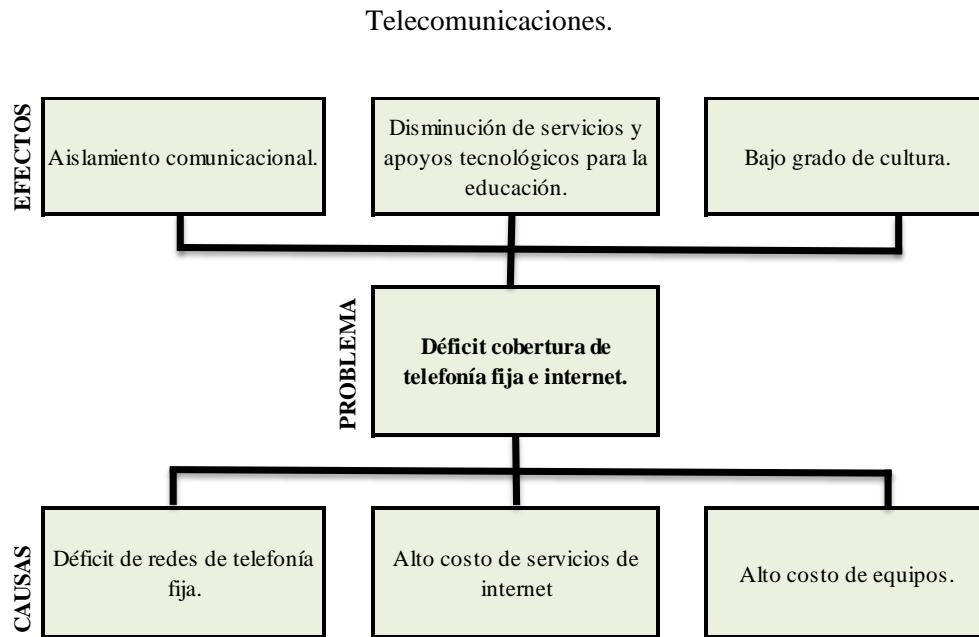 Telecomunicaciones.
EFECTOS
Aislamiento comunicacional.
Disminución de servicios y
apoyos tecnológicos para la
educación.
Bajo grado de cultura.
PROBLEMA
Déficit cobertura de
telefonía fija e internet.
CAUSAS
Déficit de redes de telefonía
fija.
Alto costo de servicios de
internet
Alto costo de equipos.